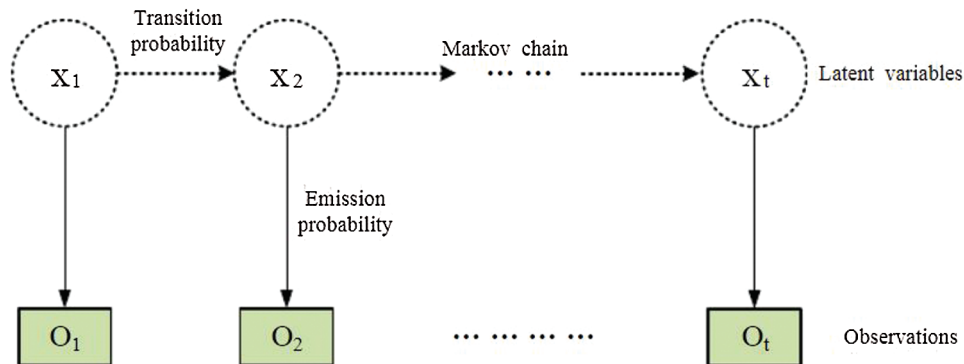 Transition
probability
Markov chain
X1
X2
... ...
Xt
Latent variables
Emission
probability
O1
O2
... ... ... ...
Ot
Observations